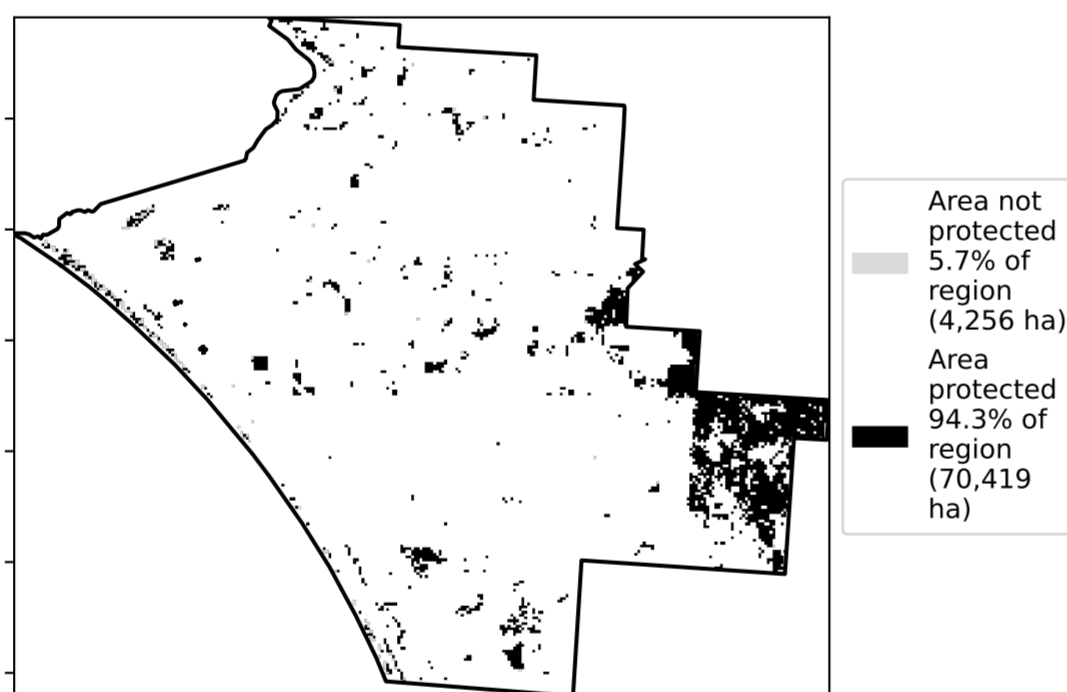 Area not
protected
5.7% of
region
(4,256 ha)
Area
protected
94.3% of
region
(70,419
ha)